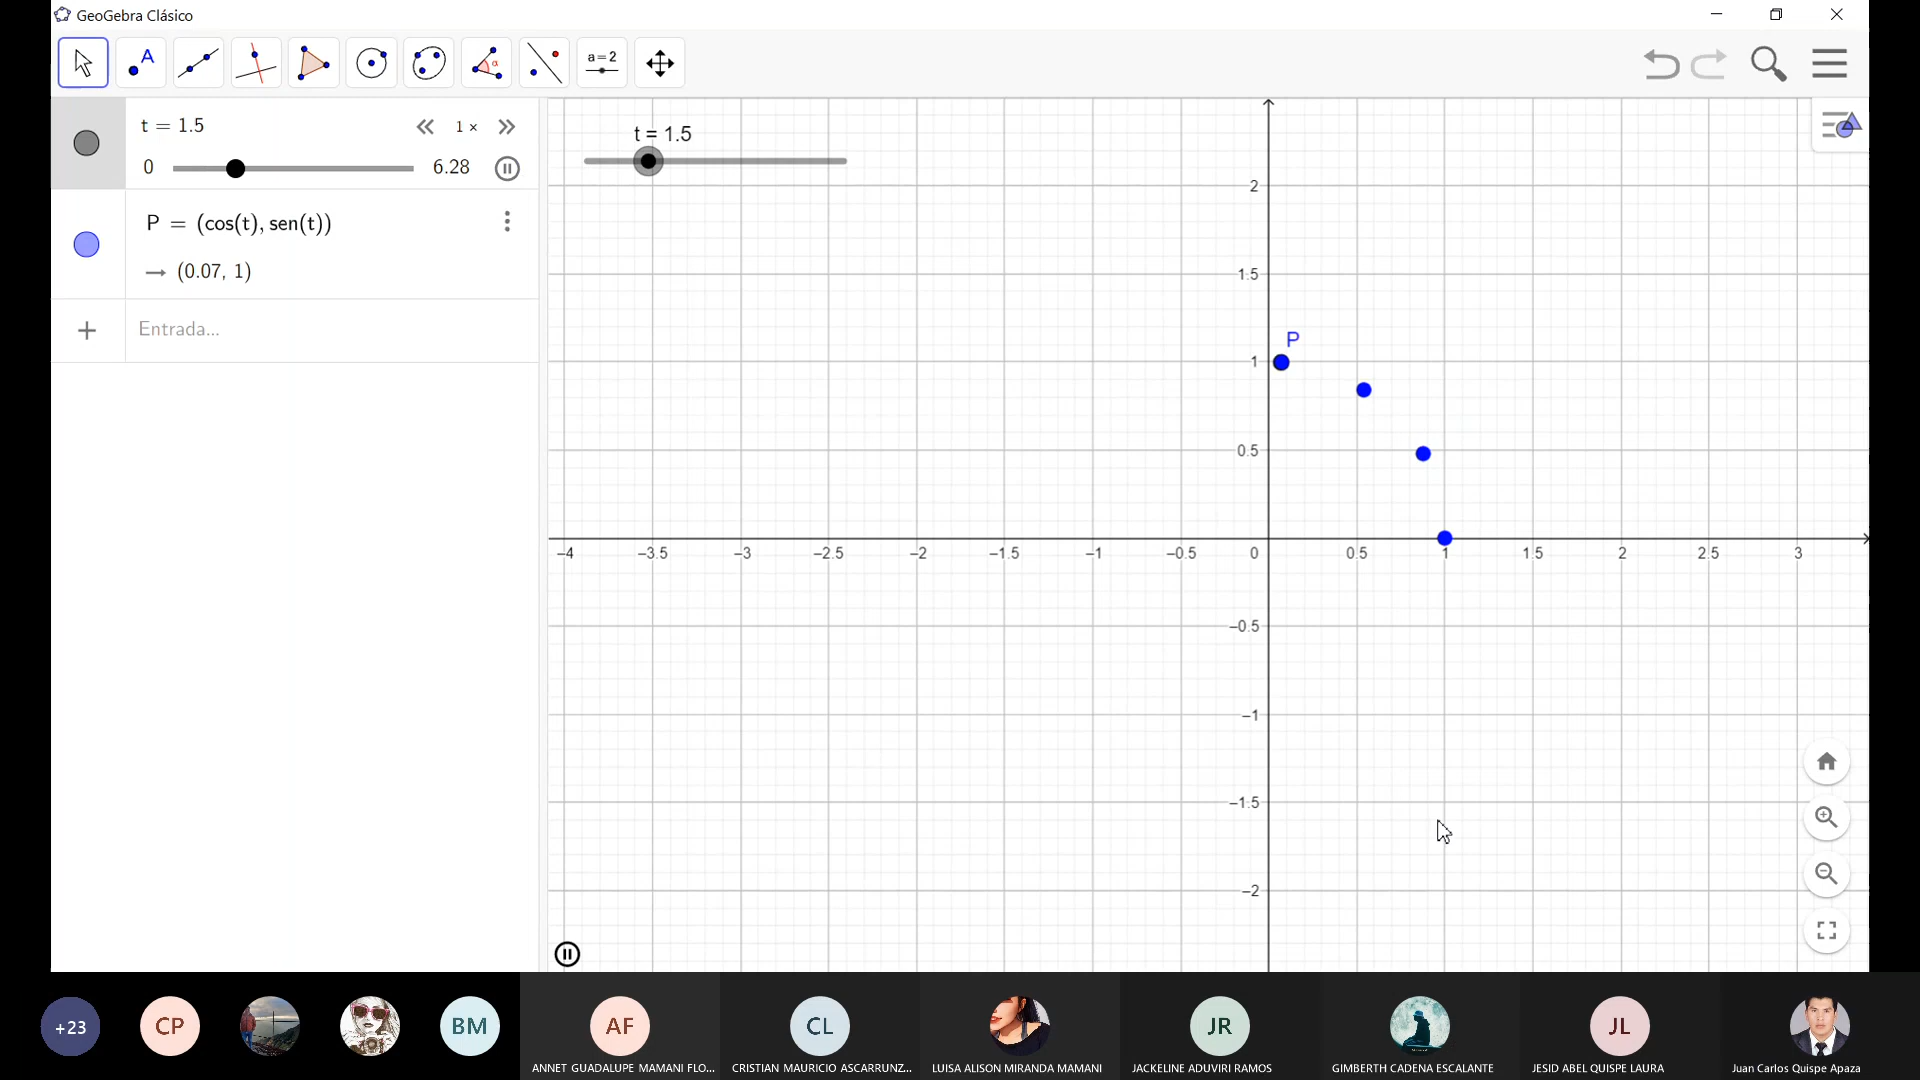 GeoGebra Clásico
A
α
a=2
t = 1.5
1 ×
0
6.28
P = (cos(t), sen(t))
→ (0.07, 1)
+
Entrada...
t = 1.5
P
2
1.5
1
0.5
−4
−3.5
−3
−2.5
−2
−1.5
−1
−0.5
0
0.5
1
1.5
2
2.5
3
−0.5
−1
−1.5
−2
+23
CP
BM
AF
CL
JR
JL
ANNET GUADALUPE MAMANI FLO...
CRISTIAN MAURICIO ASCARRUNZ...
LUISA ALISON MIRANDA MAMANI
JACKELINE ADUVIRI RAMOS
GIMBERTH CADENA ESCALANTE
JESID ABEL QUISPE LAURA
Juan Carlos Quispe Apaza